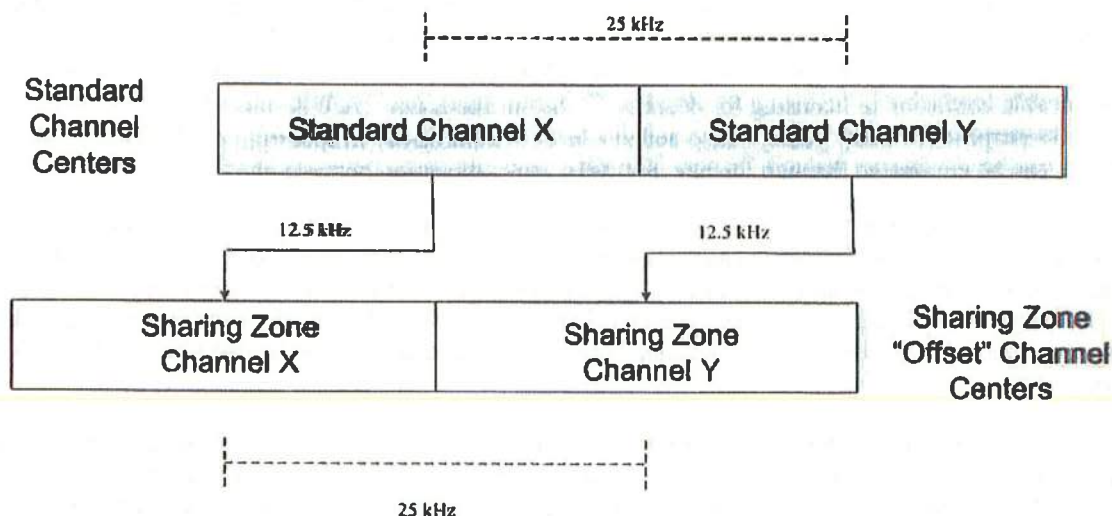 25 kHz
Standard
Channel
Centers
Standard Channel X
Standard Channel Y
12.5 kHz
12.5 kHz
Sharing Zone
Channel X
Sharing Zone
Channel Y
Sharing Zone
"Offset" Channel
Centers
25 kHz